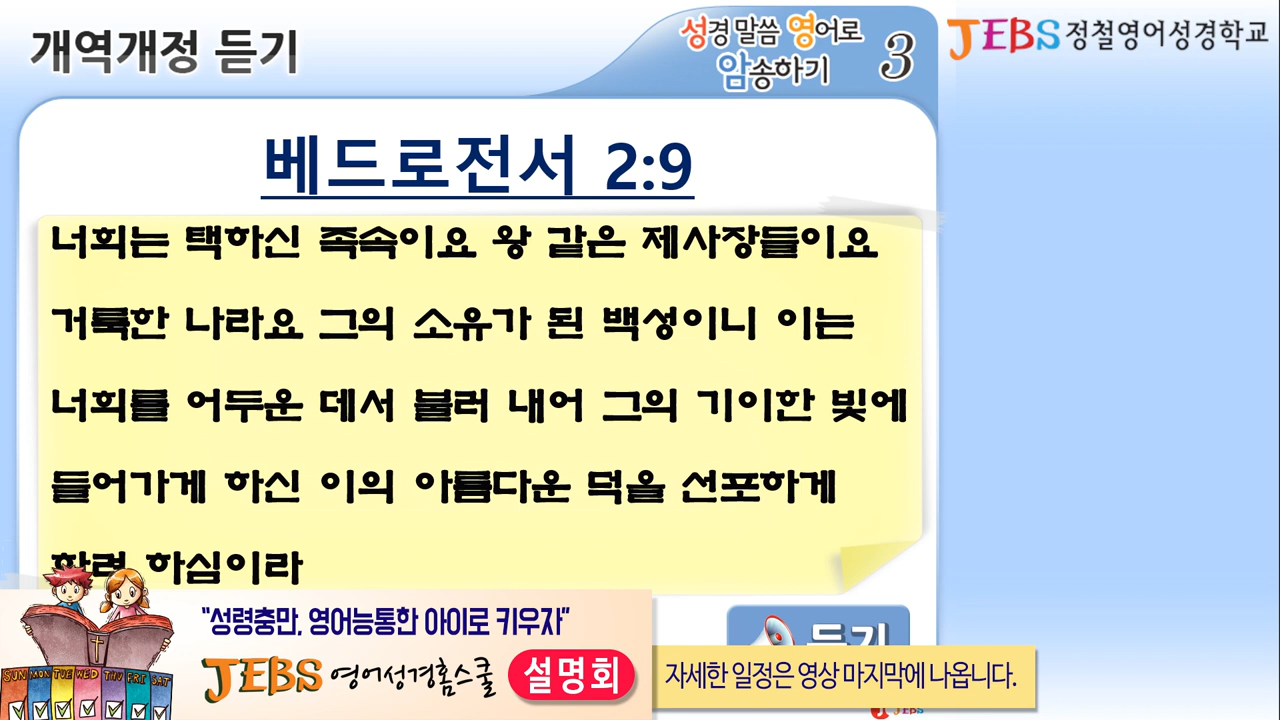 개역개정 듣기
성경 말씀 영어로
암송하기 3
JEBS 정철영어성경학교
베드로전서 2:9
너희는 택하신 족속이요 왕 같은 제사장들이요
거룩한 나라요 그의 소유가 된 백성이니 이는
너희를 어두운 데서 불러 내어 그의 기이한 빛에
들어가게 하신 이의 아름다운 덕을 선포하게
하려 하심이라
듣기
"성령충만, 영어능통한 아이로 키우자"
JEBS 영어성경홈스쿨 설명회
자세한 일정은 영상 마지막에 나옵니다.
SUN MON TUE WED THU FRI SAT
JEBS